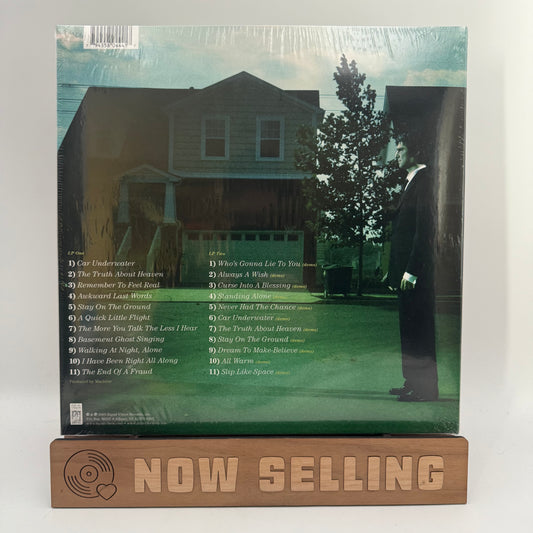 LP One
1) Car Underwater
2) The Truth About Heaven
3) Remember To Feel Real
4) Awkward Last Words
5) Stay On The Ground
6) A Quick Little Flight
7) The More You Talk The Less I Hear
8) Basement Ghost Singing
9) Walking At Night, Alone
10) I Have Been Right All Along
11) The End Of A Fraud
Produced by Machine
LP Two
1) Who's Gonna Lie To You (demo)
2) Always A Wish (demo)
3) Curse Into A Blessing (demo)
4) Standing Alone (demo)
5) Never Had The Chance (demo)
6) Car Underwater (demo)
7) The Truth About Heaven (demo)
8) Stay On The Ground (demo)
9) Dream To Make-Believe (demo)
10) All Warm (demo)
11) Slip Like Space (demo)
NOW SELLING